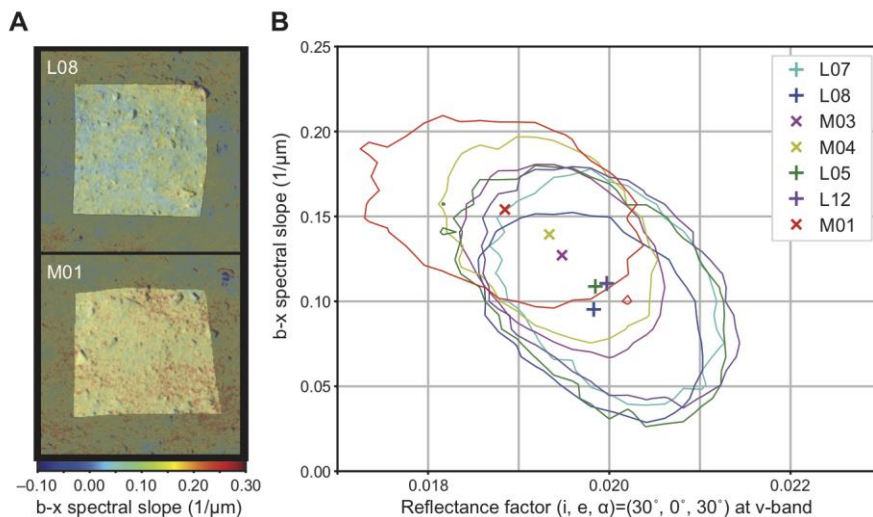 A
L08
M01
−0.10 0.00 0.10 0.20 0.30
b-x spectral slope (1/µm)
B
b-x spectral slope (1/µm)
0.25
0.20
0.15
0.10
0.05
0.00
L07
L08
M03
M04
L05
L12
M01
0.018 0.020 0.022
Reflectance factor (i, e, α)=(30˚, 0˚, 30˚) at v-band